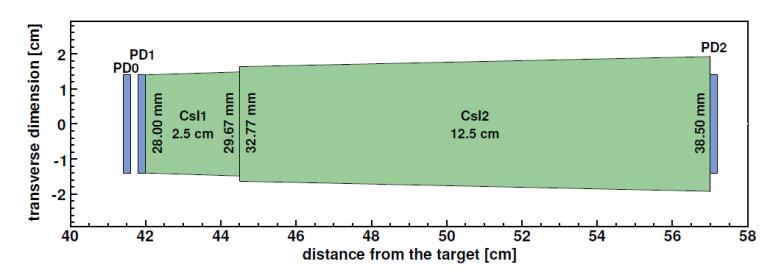 transverse dimension [cm]
2
1
0
-1
-2
PD0
PD1
28.00 mm
CsI1
2.5 cm
29.67 mm
32.77 mm
CsI2
12.5 cm
38.50 mm
PD2
40 42 44 46 48 50 52 54 56 58
distance from the target [cm]